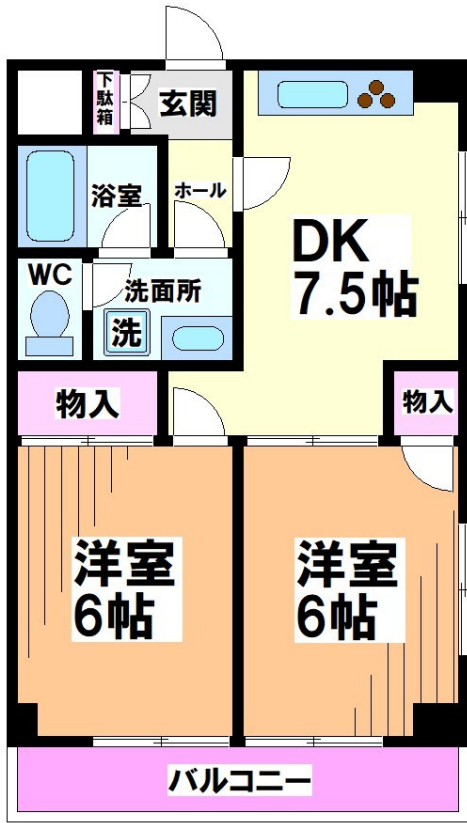 下駄箱
玄関
浴室
ホール
DK
7.5帖
WC
洗面所
洗
物入
物入
洋室
6帖
洋室
6帖
バルコニー